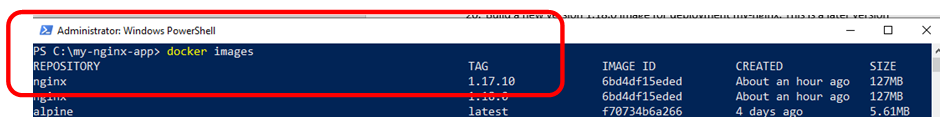 20. Build a new version 1.18.0 image for deployment my-nginx. This is a later version
Administrator: Windows PowerShell
PS C:\my-nginx-app> docker images
REPOSITORY TAG IMAGE ID CREATED SIZE
nginx 1.17.10 6bd4df15eded About an hour ago 127MB
nginx 1.18.0 6bd4df15eded About an hour ago 127MB
alpine latest f70734b6a266 4 days ago 5.61MB